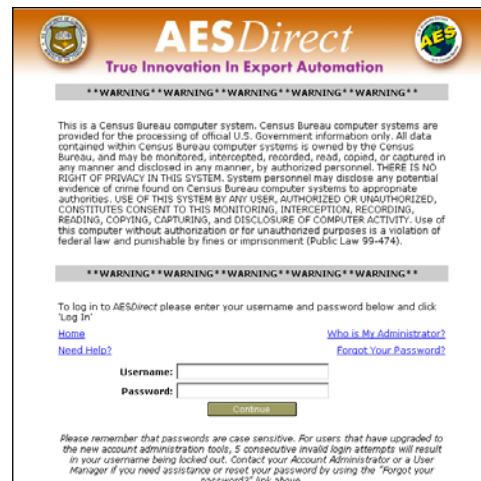 AESDirect
AES
True Innovation In Export Automation
**WARNING**WARNING**WARNING**WARNING**WARNING**
This is a Census Bureau computer system. Census Bureau computer systems are
provided for the processing of official U.S. Government information only. All data
contained within Census Bureau computer systems is owned by the Census
Bureau, and may be monitored, intercepted, recorded, read, copied, or captured in
any manner and disclosed in any manner, by authorized personnel. THERE IS NO
RIGHT OF PRIVACY IN THIS SYSTEM. System personnel may disclose any potential
evidence of crime found on Census Bureau computer systems to appropriate
authorities. USE OF THIS SYSTEM BY ANY USER, AUTHORIZED OR UNAUTHORIZED,
CONSTITUTES CONSENT TO THIS MONITORING, INTERCEPTION, RECORDING,
READING, COPYING, CAPTURING, and DISCLOSURE OF COMPUTER ACTIVITY. Use of
this computer without authorization or for unauthorized purposes is a violation of
federal law and punishable by fines or imprisonment (Public Law 99-474).
**WARNING**WARNING**WARNING**WARNING**WARNING**
To log in to AESDirect please enter your username and password below and click
'Log In'
Home Who is My Administrator?
Need Help? Forgot Your Password?
Username:
Password:
Continue
Please remember that passwords are case sensitive. For users that have upgraded to
the new account administration tools, 5 consecutive invalid login attempts will result
in your username being locked out. Contact your Account Administrator or a User
Manager if you need assistance or reset your password by using the "Forgot your
password?" link above